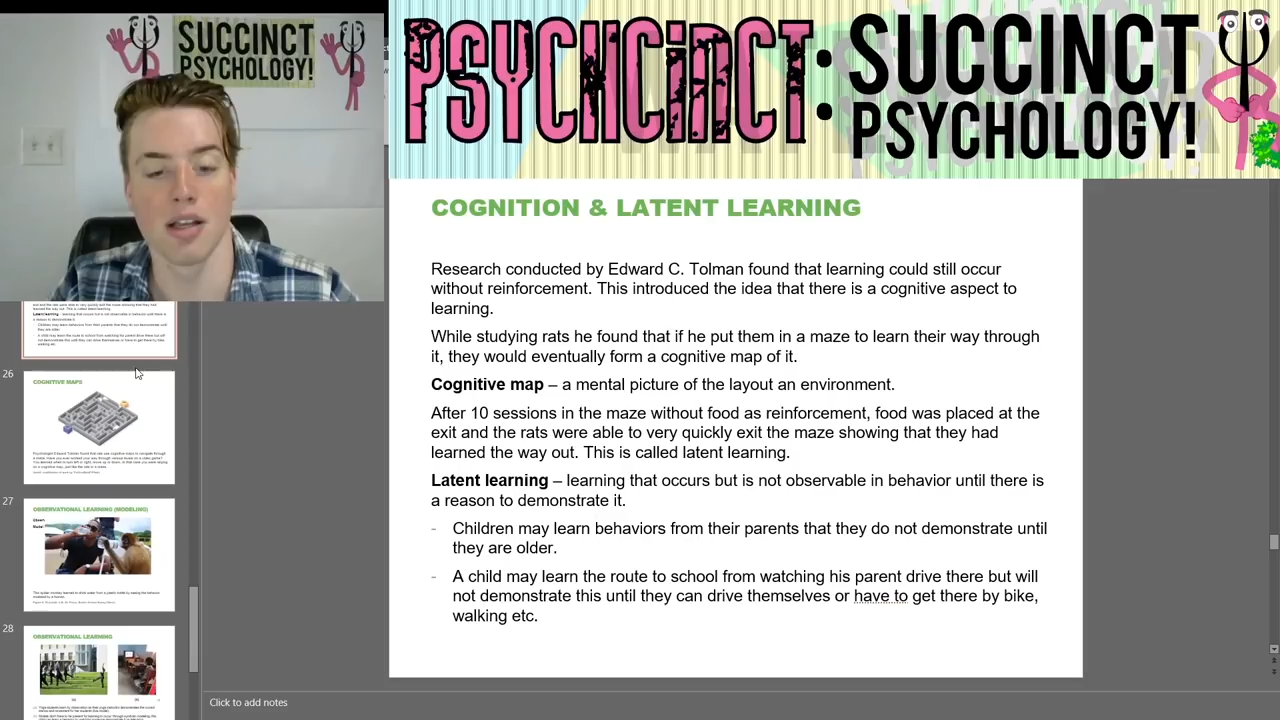 SUCCINCT
PSYCHOLOGY!
PSYCHCINCT: SUCCINCT
PSYCHOLOGY!
COGNITION & LATENT LEARNING
Research conducted by Edward C. Tolman found that learning could still occur
without reinforcement. This introduced the idea that there is a cognitive aspect to
learning.
While studying rats he found that if he put them in a maze to learn their way through
it, they would eventually form a cognitive map of it.
Cognitive map – a mental picture of the layout an environment.
After 10 sessions in the maze without food as reinforcement, food was placed at the
exit and the rats were able to very quickly exit the maze showing that they had
learned the way out. This is called latent learning.
Latent learning – learning that occurs but is not observable in behavior until there is
a reason to demonstrate it.
- Children may learn behaviors from their parents that they do not demonstrate until
they are older.
- A child may learn the route to school from watching his parent drive there but will
not demonstrate this until they can drive themselves or have to get there by bike,
walking etc.
26
COGNITIVE MAPS
27
OBSERVATIONAL LEARNING (MODELING)
28
OBSERVATIONAL LEARNING
Click to add notes